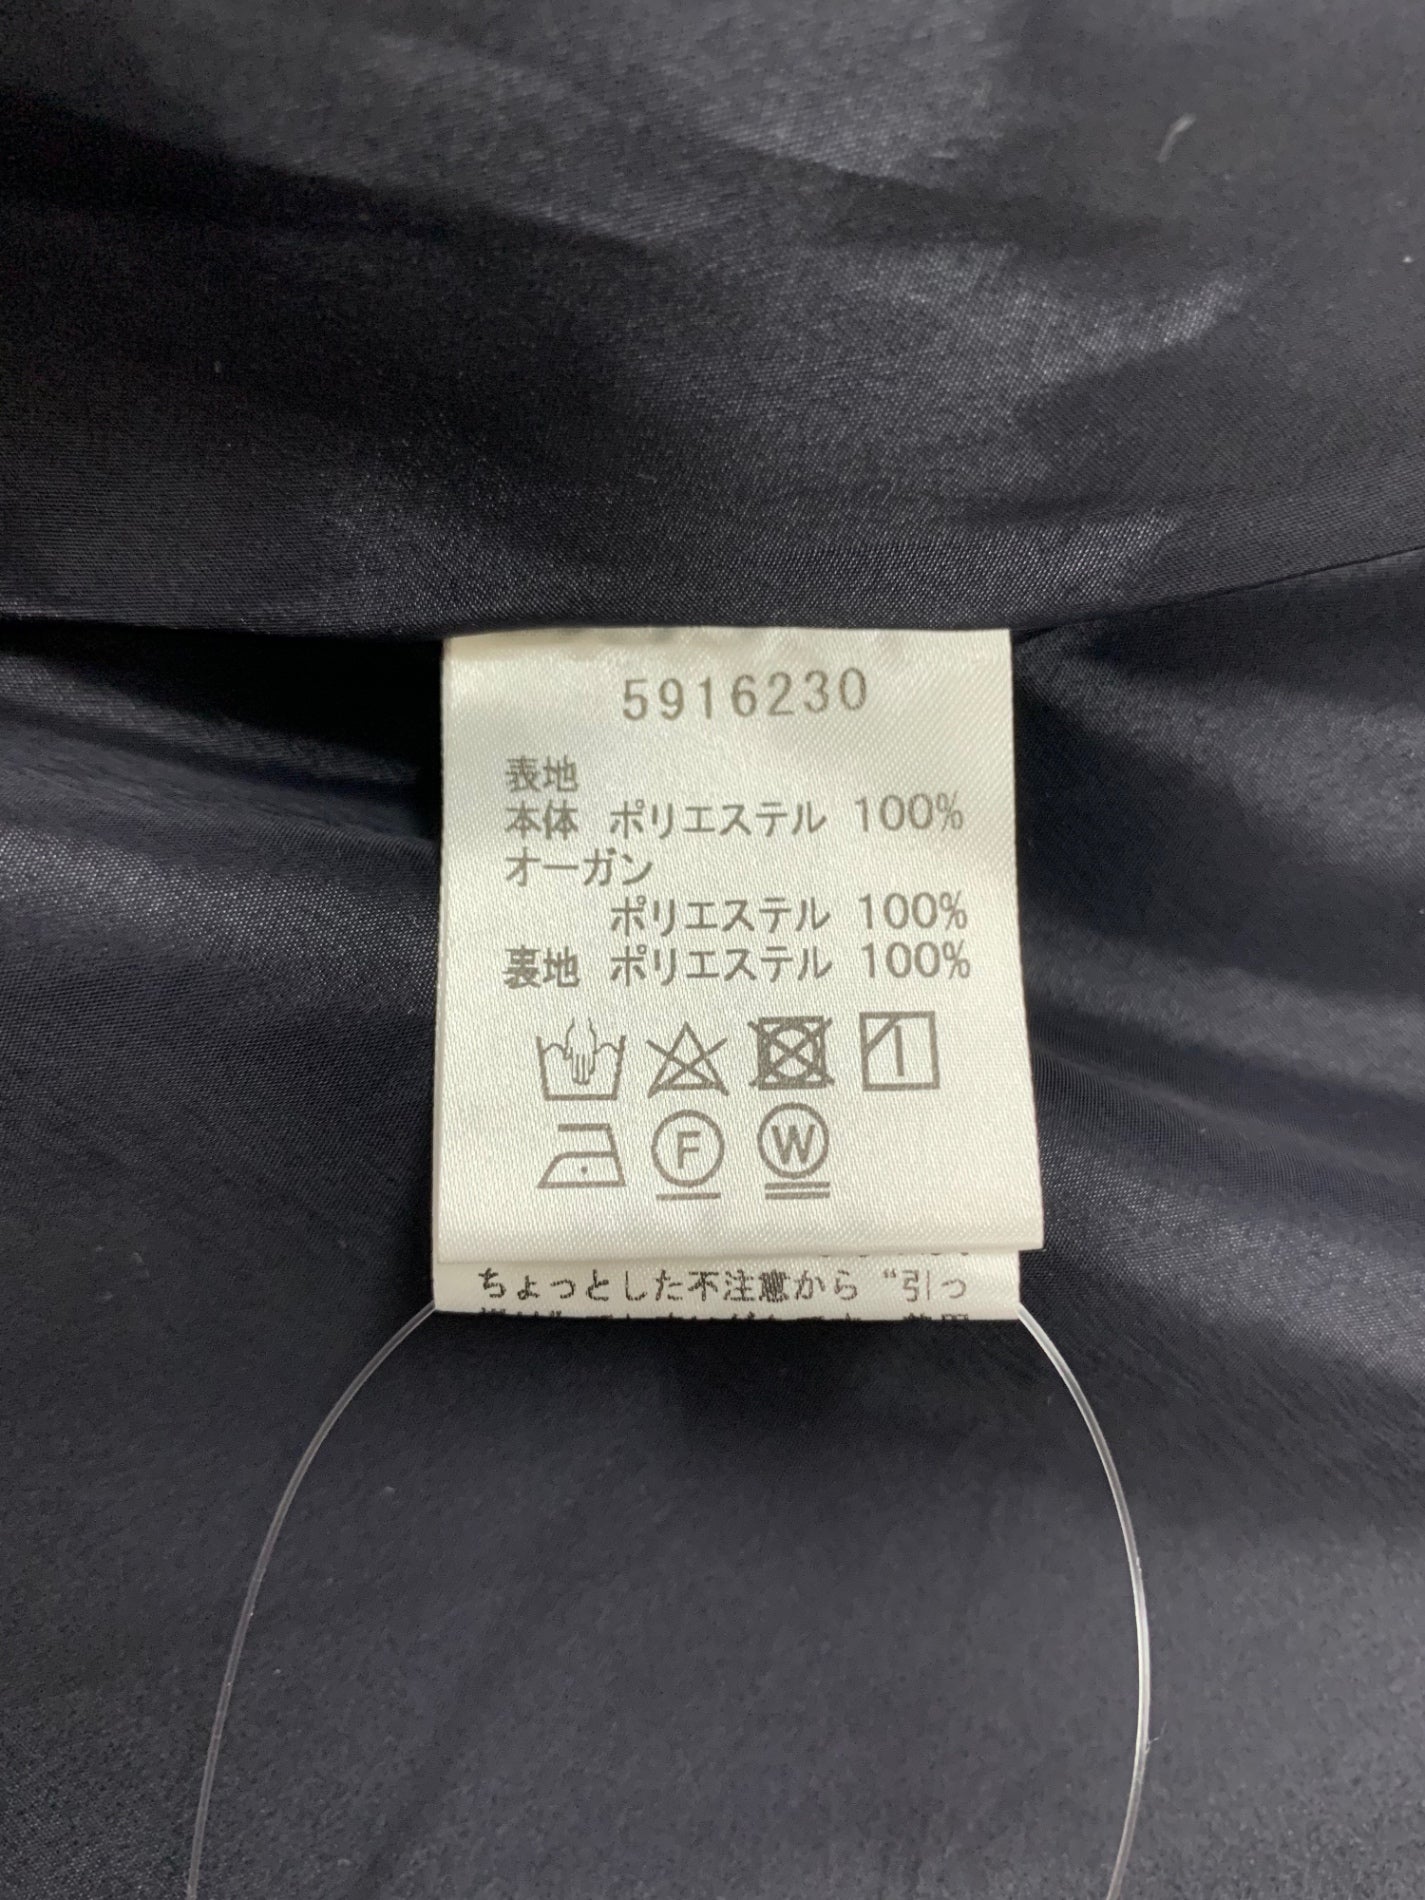 5916230
表地
本体 ポリエステル 100%
オーガン
ポリエステル 100%
裏地 ポリエステル 100%
F W
ちょっとした不注意から“引っ